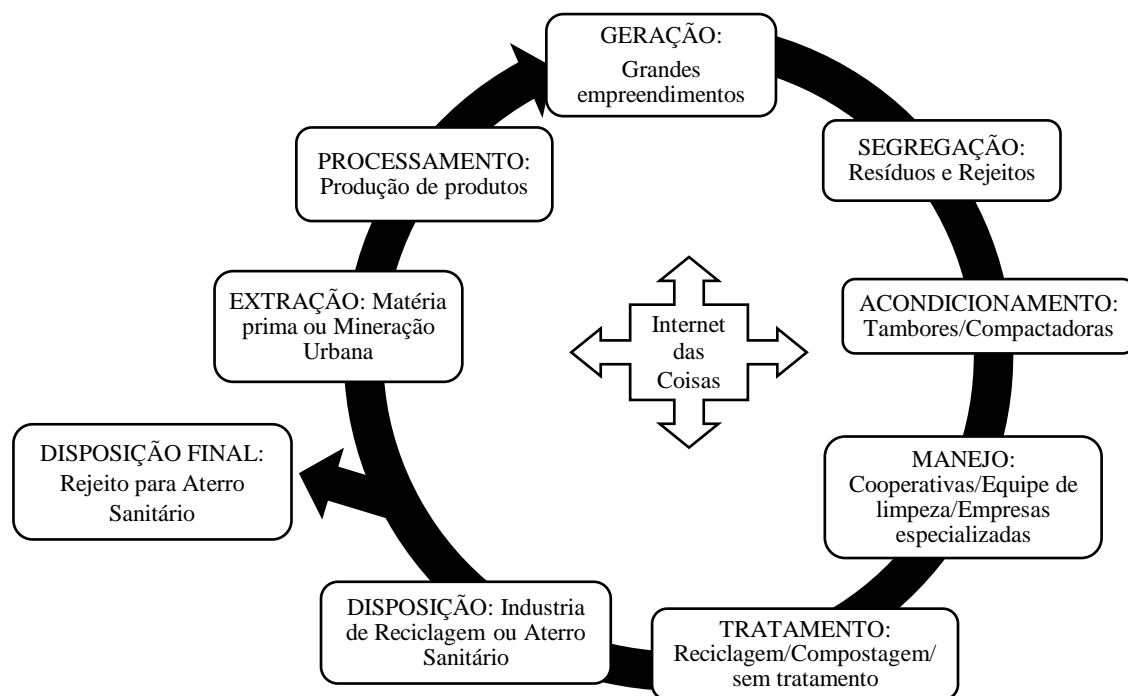 GERAÇÃO:
Grandes
empreendimentos
SEGREGAÇÃO:
Resíduos e Rejeitos
ACONDICIONAMENTO:
Tambores/Compactadoras
MANEJO:
Cooperativas/Equipe de
limpeza/Empresas
especializadas
TRATAMENTO:
Reciclagem/Compostagem/
sem tratamento
DISPOSIÇÃO: Industria
de Reciclagem ou Aterro
Sanitário
DISPOSIÇÃO FINAL:
Rejeito para Aterro
Sanitário
EXTRAÇÃO: Matéria
prima ou Mineração
Urbana
PROCESSAMENTO:
Produção de produtos
Internet
das
Coisas